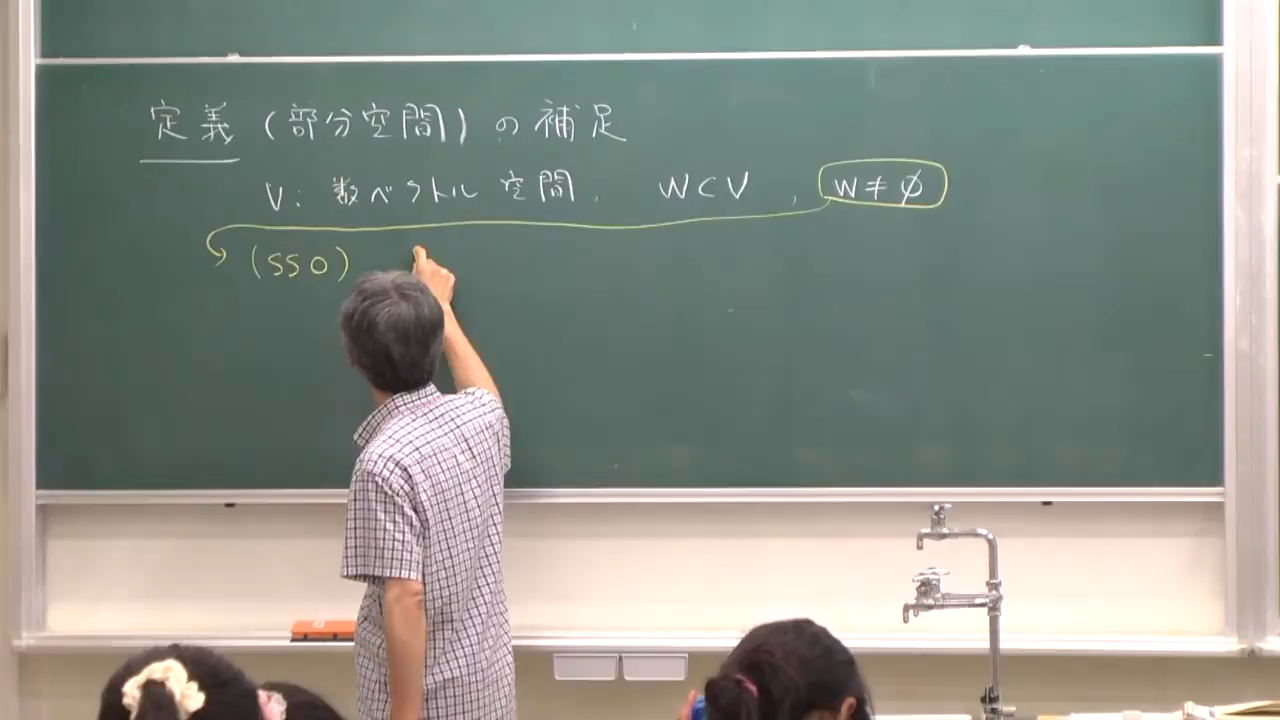 定義 (部分空間) の補足
V: 数ベクトル空間, W⊂V, W≠∅
(SS0)